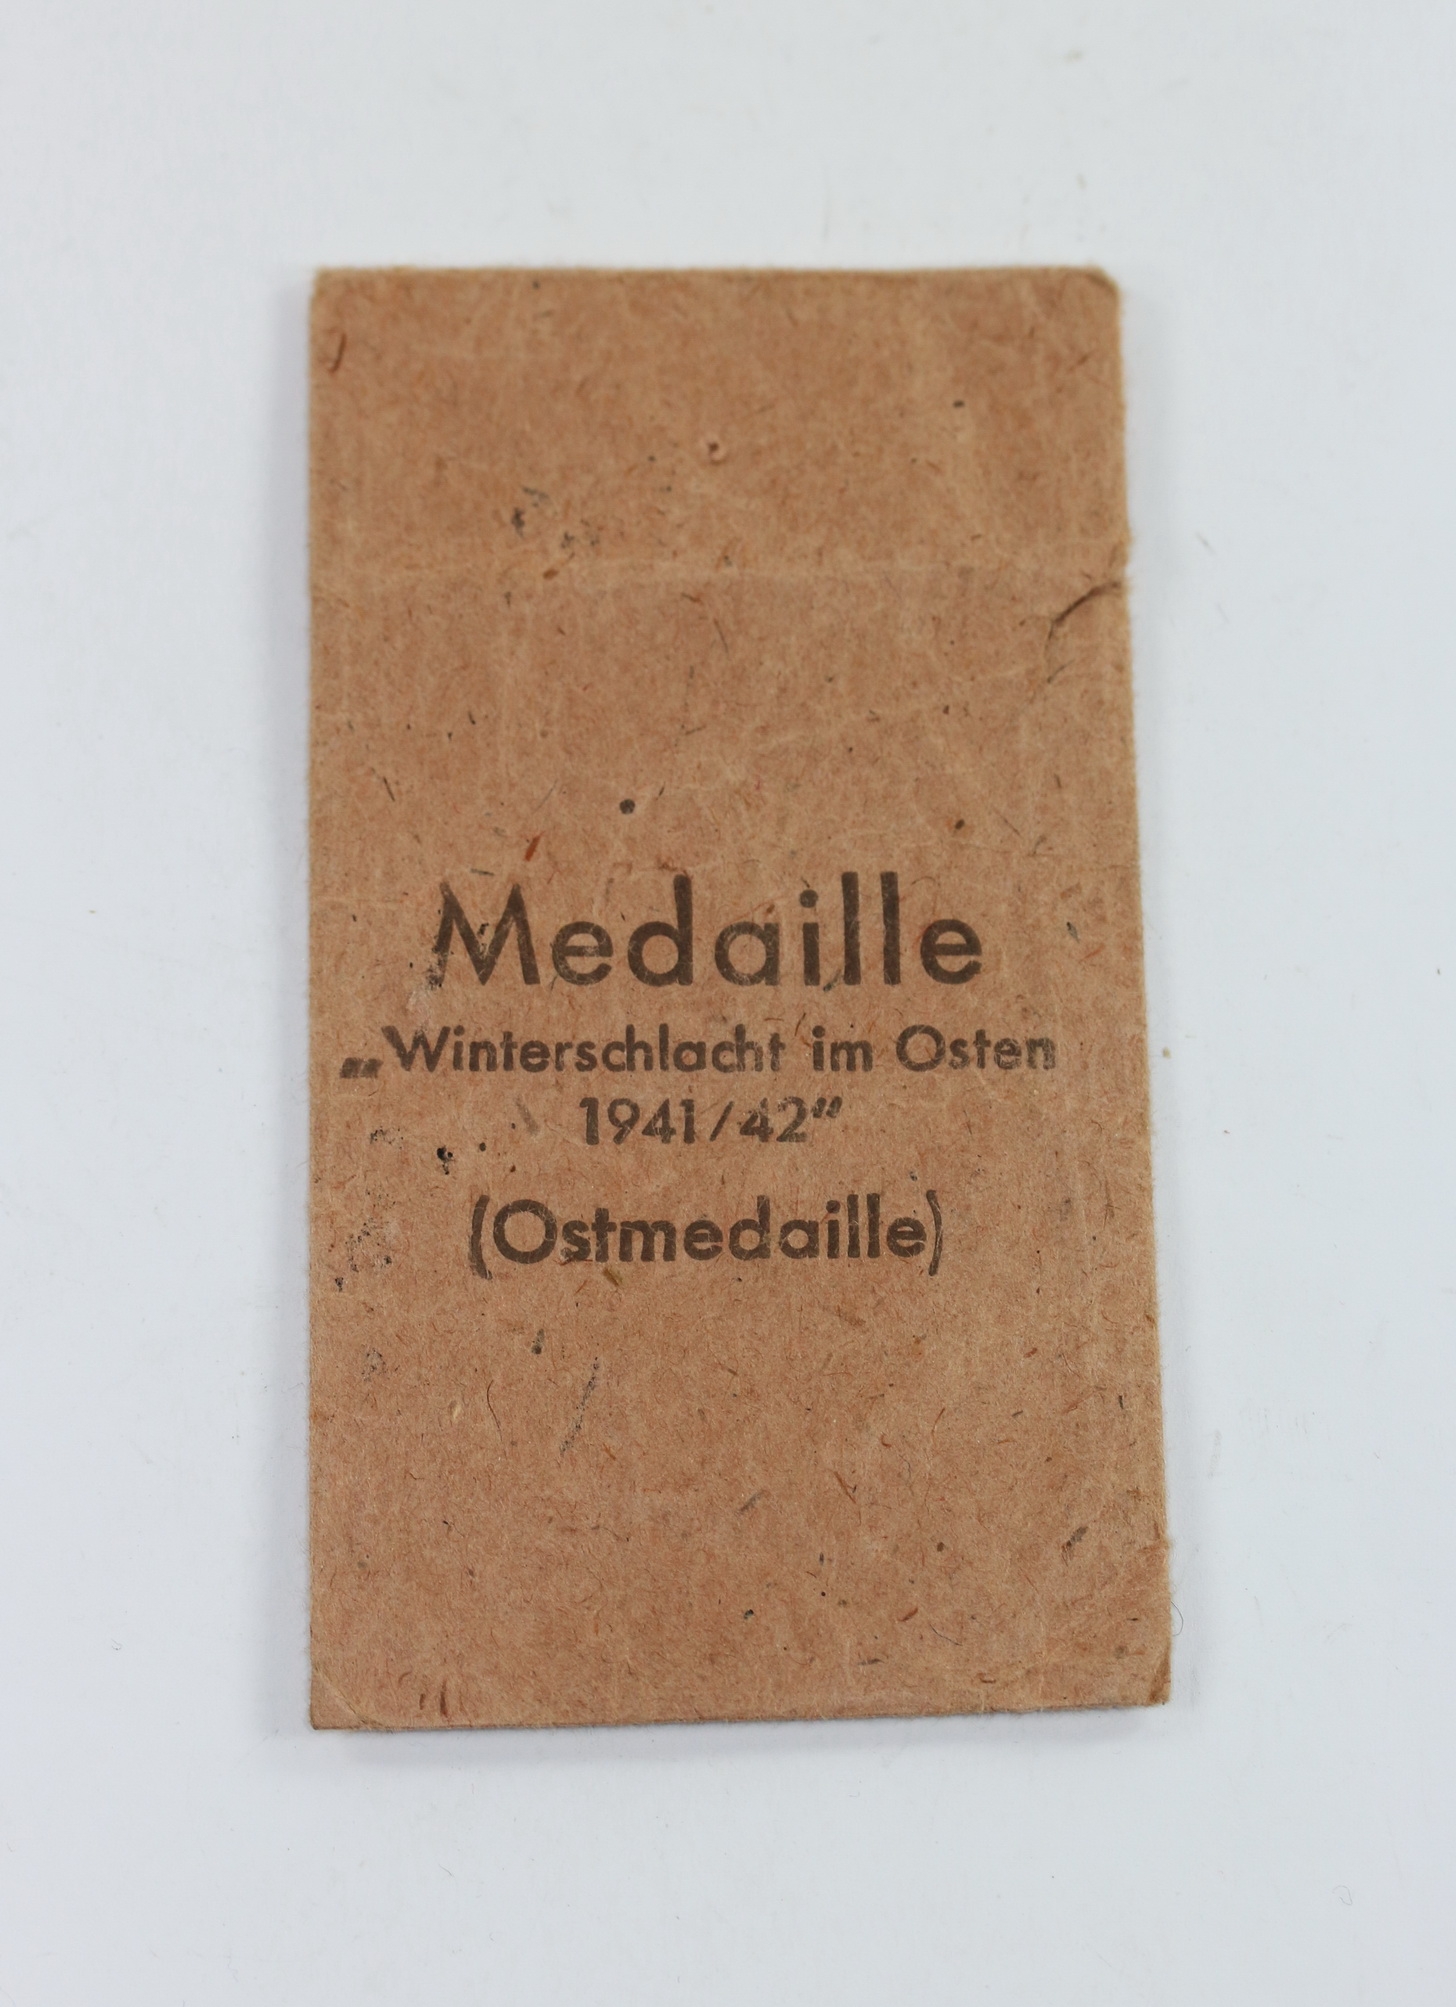 Medaille
„Winterschlacht im Osten
1941/42“
(Ostmedaille)